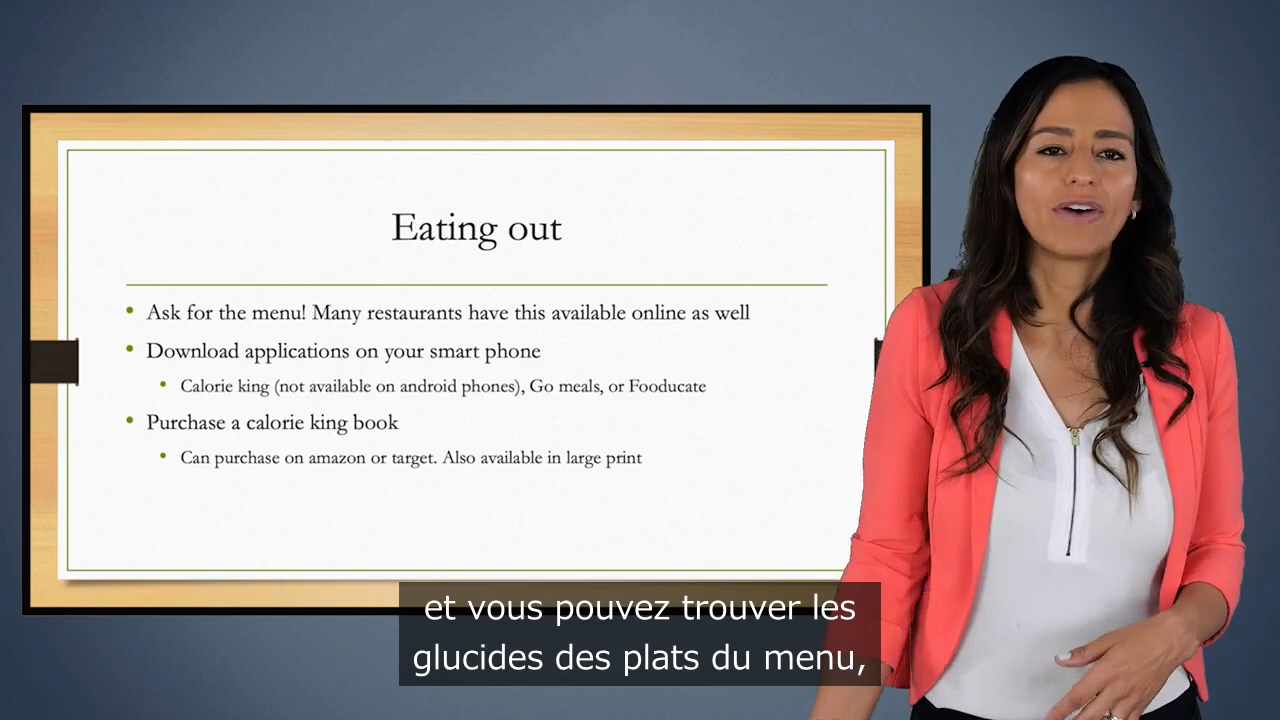 Eating out
Ask for the menu! Many restaurants have this available online as well
Download applications on your smart phone
Calorie king (not available on android phones), Go meals, or Fooducate
Purchase a calorie king book
Can purchase on amazon or target. Also available in large print
et vous pouvez trouver les
glucides des plats du menu,